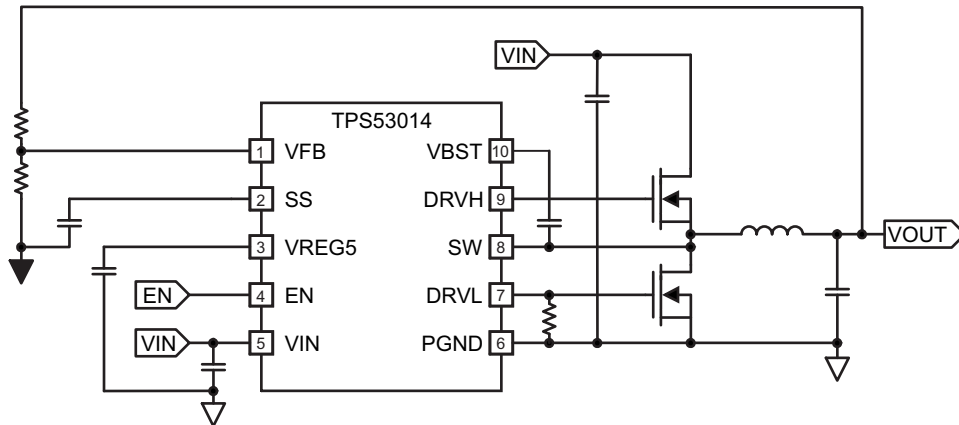 VIN
TPS53014
1 VFB
VBST 10
2 SS
DRVH 9
3 VREG5
SW 8
VOUT
EN
4 EN
DRVL 7
VIN
5 VIN
PGND 6